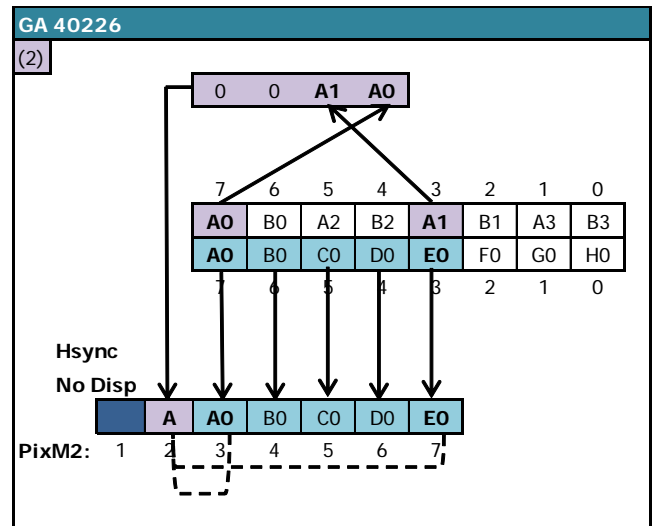 GA 40226
(2)
0 0 A1 A0
7 6 5 4 3 2 1 0
A0 B0 A2 B2 A1 B1 A3 B3
A0 B0 C0 D0 E0 F0 G0 H0
7 6 5 4 3 2 1 0
Hsync
No Disp
A A0 B0 C0 D0 E0
PixM2: 1 2 3 4 5 6 7